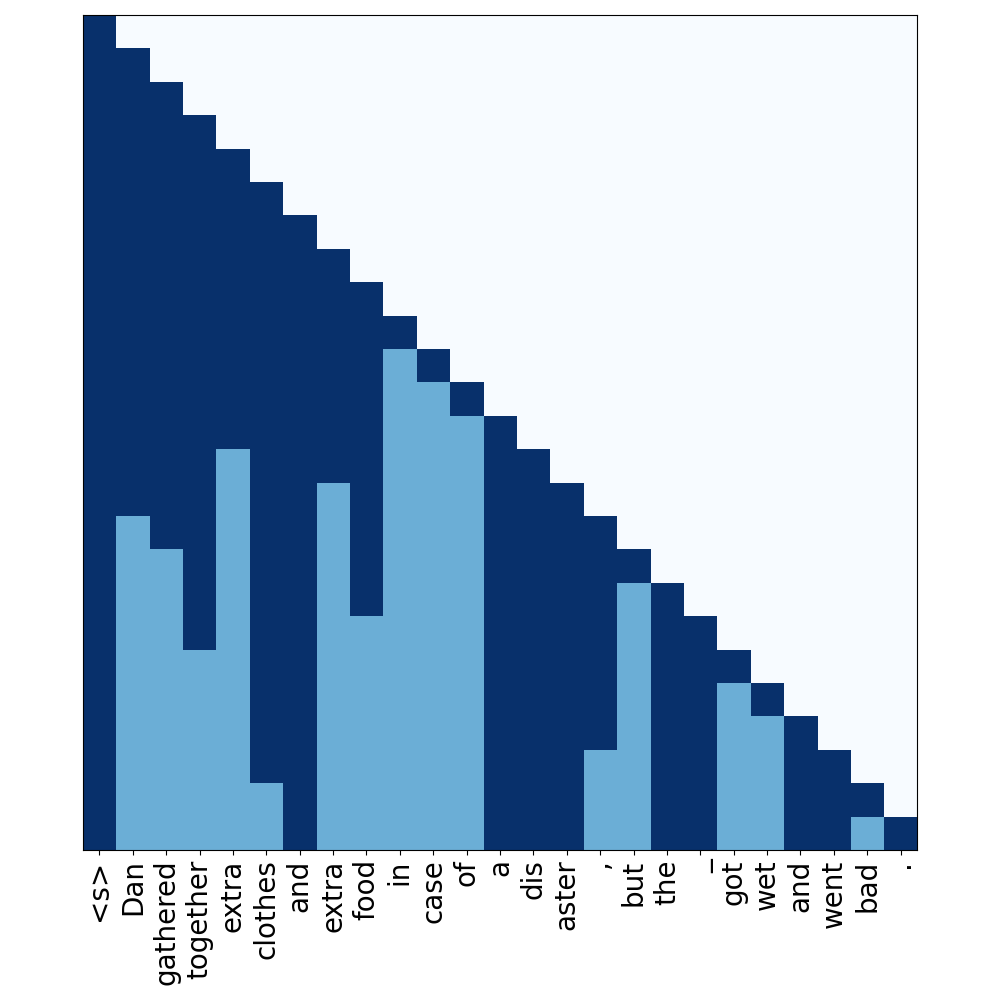 <s> Dan gathered together extra clothes and extra food in case of a dis aster , but the _ got wet and went bad .